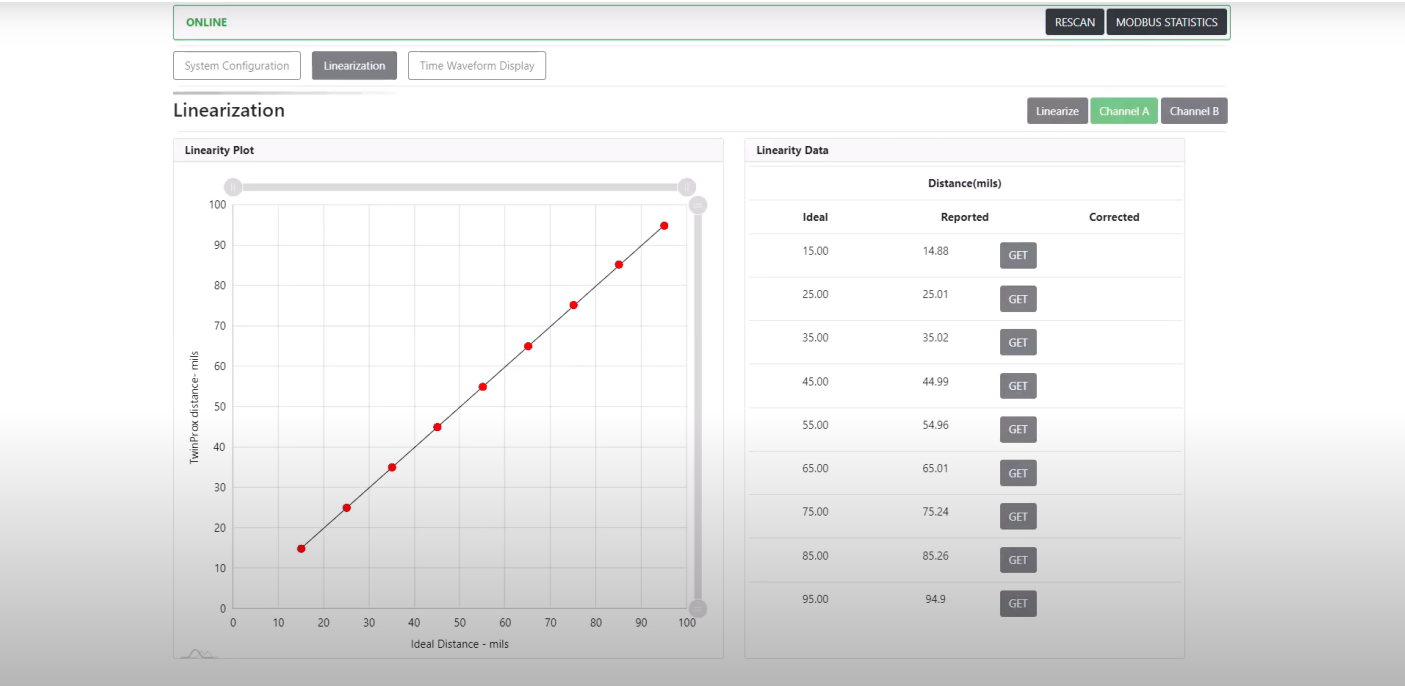 ONLINE RESCAN MODBUS STATISTICS
System Configuration Linearization Time Waveform Display
Linearization Linearize Channel A Channel B
Linearity Plot
100
90
80
70
60
50
40
30
20
10
0
TwinProx distance- mils
0 10 20 30 40 50 60 70 80 90 100
Ideal Distance - mils
Linearity Data
Distance(mils)
Ideal Reported Corrected
15.00 14.88 GET
25.00 25.01 GET
35.00 35.02 GET
45.00 44.99 GET
55.00 54.96 GET
65.00 65.01 GET
75.00 75.24 GET
85.00 85.26 GET
95.00 94.9 GET